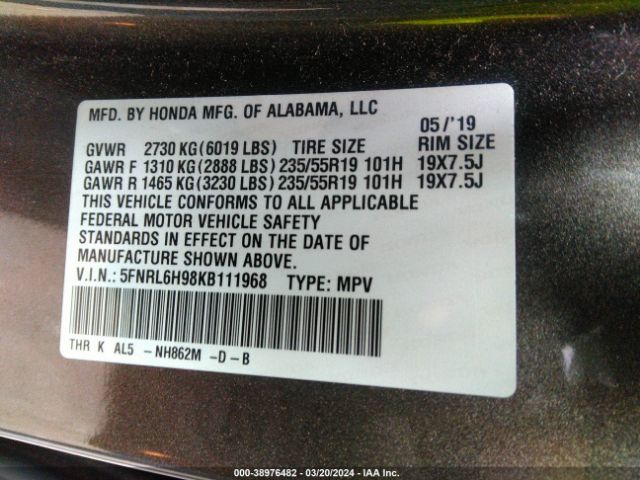 MFD. BY HONDA MFG. OF ALABAMA, LLC
05/'19
GVWR 2730 KG(6019 LBS) TIRE SIZE RIM SIZE
GAWR F 1310 KG(2888 LBS) 235/55R19 101H 19X7.5J
GAWR R 1465 KG(3230 LBS) 235/55R19 101H 19X7.5J
THIS VEHICLE CONFORMS TO ALL APPLICABLE
FEDERAL MOTOR VEHICLE SAFETY
STANDARDS IN EFFECT ON THE DATE OF
MANUFACTURE SHOWN ABOVE.
V.I.N.: 5FNRL6H98KB111968 TYPE: MPV
THR K AL5 - NH862M - D - B
000-38976482 - 03/20/2024 - IAA Inc.